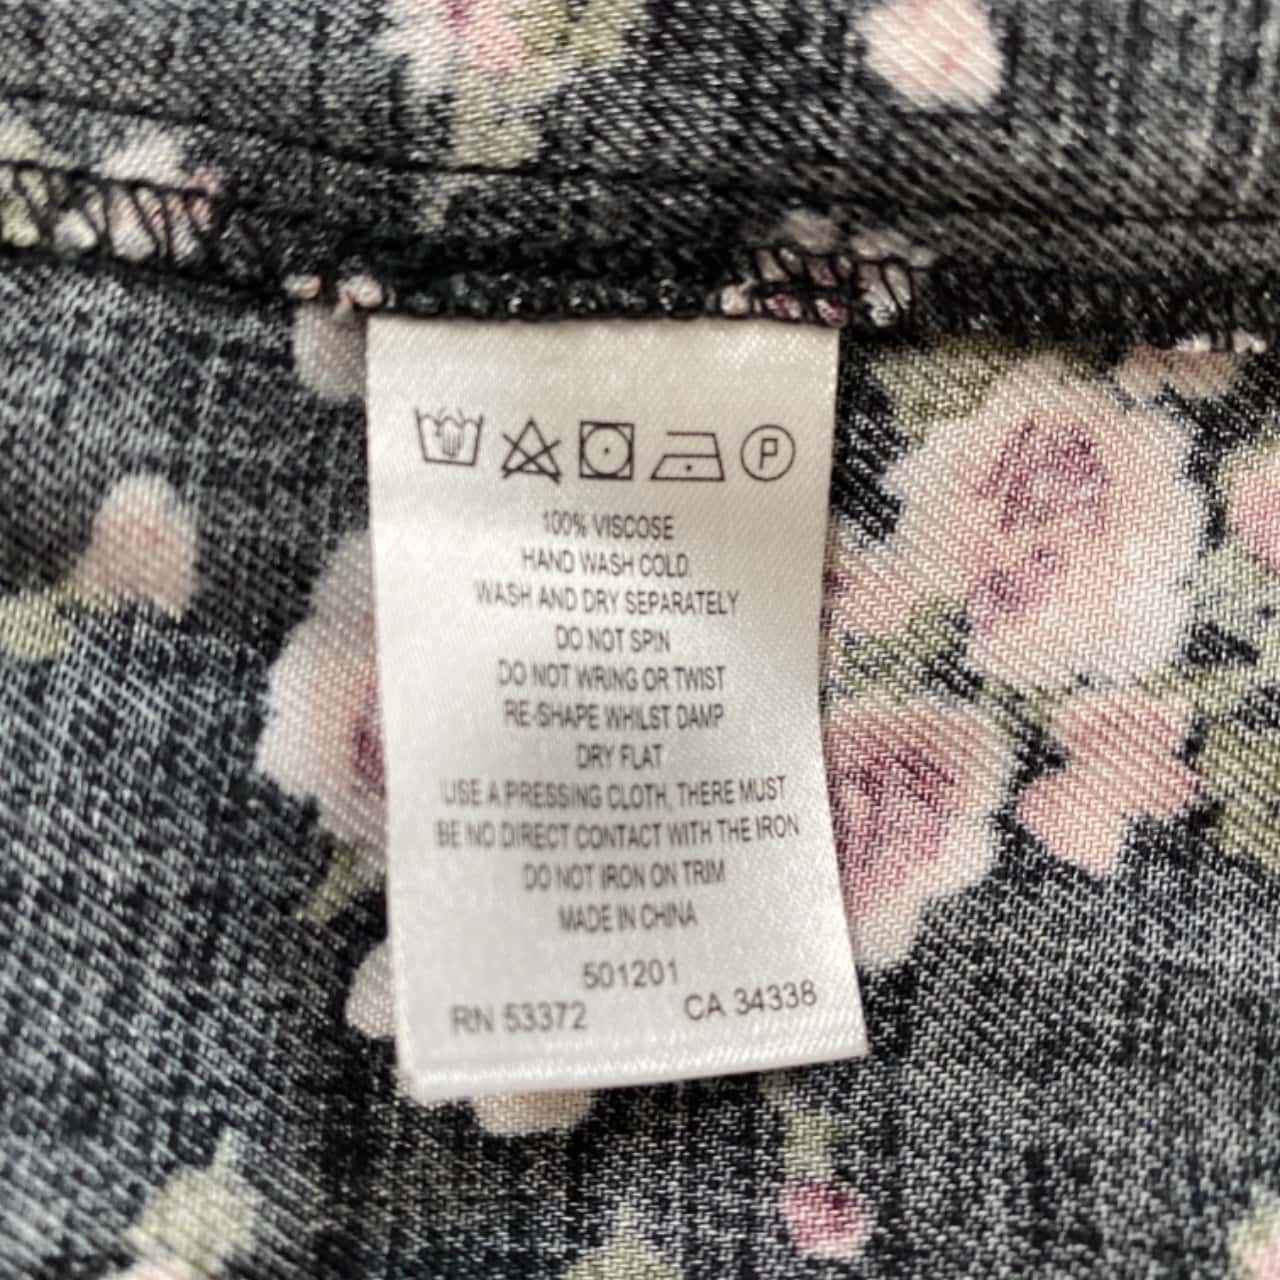 P
100% VISCOSE
HAND WASH COLD
WASH AND DRY SEPARATELY
DO NOT SPIN
DO NOT WRING OR TWIST
RE-SHAPE WHILST DAMP
DRY FLAT
USE A PRESSING CLOTH, THERE MUST
BE NO DIRECT CONTACT WITH THE IRON
DO NOT IRON ON TRIM
MADE IN CHINA
501201
RN 53372 CA 34338